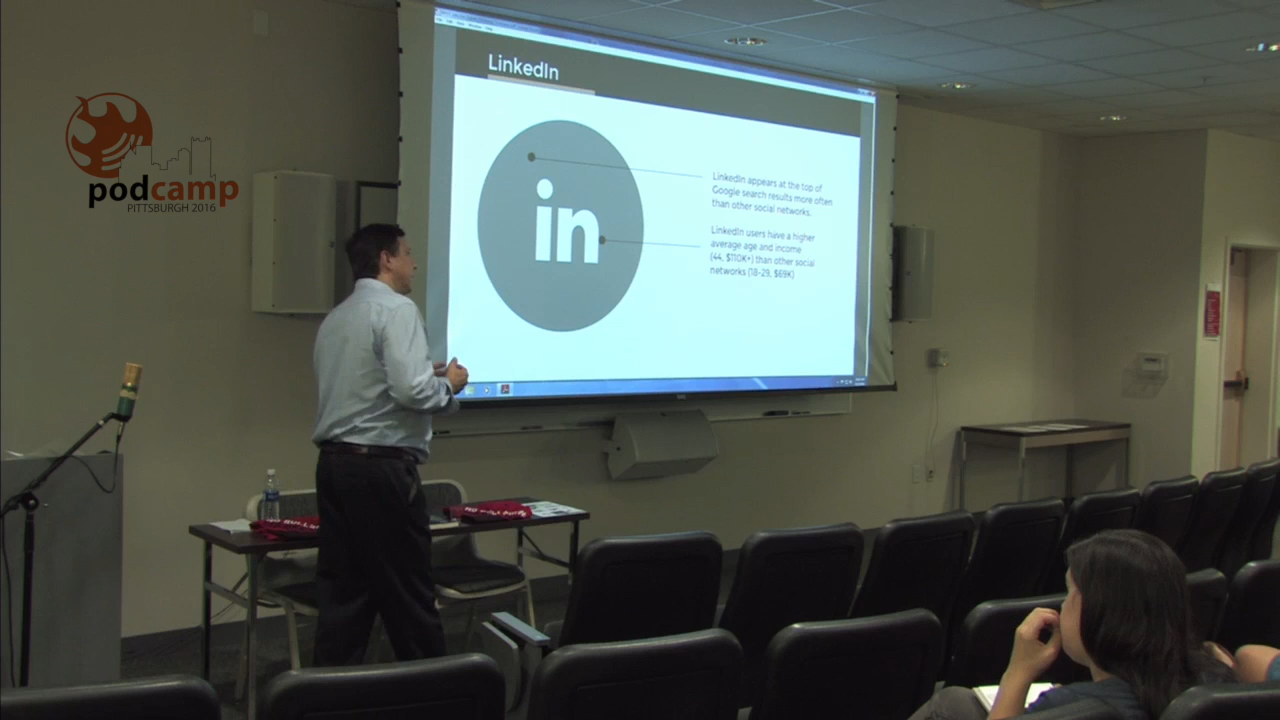 podcamp
PITTSBURGH 2016
LinkedIn
in
LinkedIn appears at the top of
Google search results more often
than other social networks.
LinkedIn users have a higher
average age and income
(44, $110K+) than other social
networks (18-29, $69K)